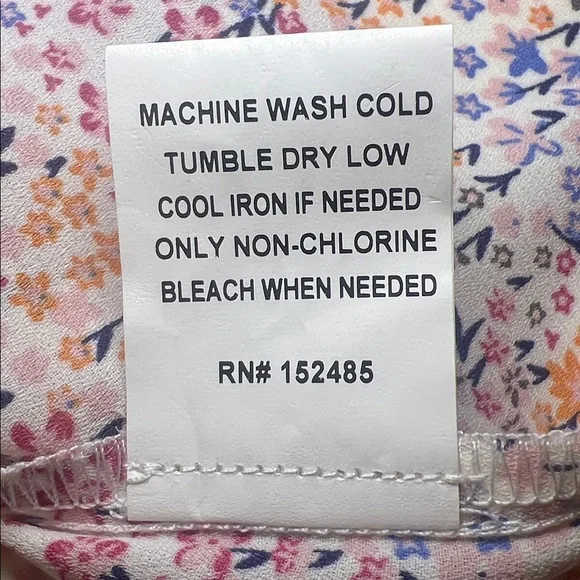 MACHINE WASH COLD
TUMBLE DRY LOW
COOL IRON IF NEEDED
ONLY NON-CHLORINE
BLEACH WHEN NEEDED
RN# 152485